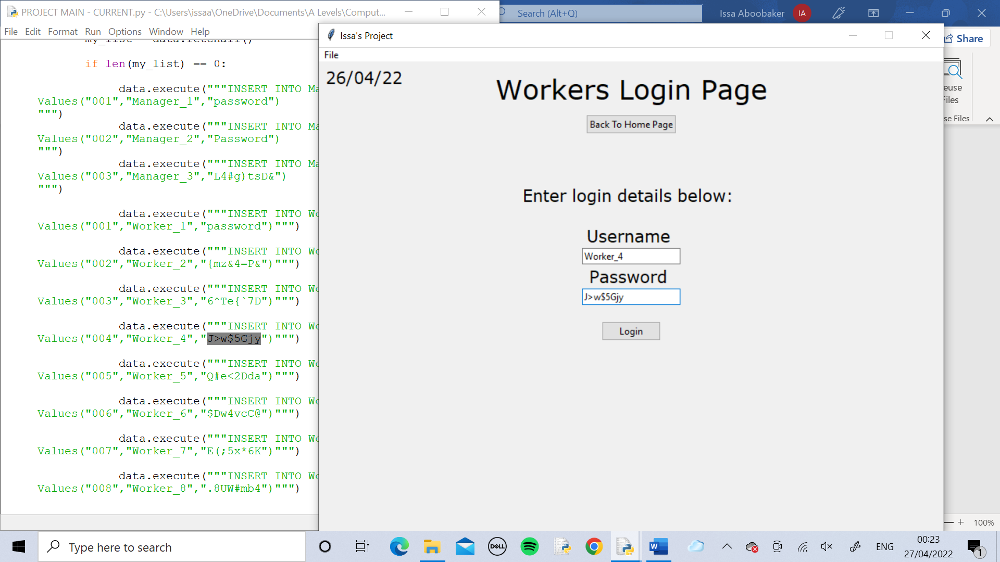 PROJECT MAIN - CURRENT.py - C:\Users\issaa\OneDrive\Documents\A Levels\Comput...
File Edit Format Run Options Window Help
if len(my_list) == 0:
data.execute("""INSERT INTO Ma
Values("001","Manager_1","password")
""")
data.execute("""INSERT INTO Ma
Values("002","Manager_2","Password")
""")
data.execute("""INSERT INTO Ma
Values("003","Manager_3","L4#g)tsD&")
""")
data.execute("""INSERT INTO Wo
Values("001","Worker_1","password")""")
data.execute("""INSERT INTO Wo
Values("002","Worker_2","{mz&4=P&")""")
data.execute("""INSERT INTO Wo
Values("003","Worker_3","6^Te{`7D")""")
data.execute("""INSERT INTO Wo
Values("004","Worker_4","J>w$5Gjy")""")
data.execute("""INSERT INTO Wo
Values("005","Worker_5","Q#e<2Dda")""")
data.execute("""INSERT INTO Wo
Values("006","Worker_6","$Dw4vcC@")""")
data.execute("""INSERT INTO Wo
Values("007","Worker_7","E(;5x*6K")""")
data.execute("""INSERT INTO Wo
Values("008","Worker_8",".8UW#mb4")""")
Search (Alt+Q)
Issa Aboobaker IA
Share
euse
Files
se Files
Issa's Project
File
26/04/22
Workers Login Page
Back To Home Page
Enter login details below:
Username
Worker_4
Password
J>w$5Gjy
Login
100%
Type here to search
DELL
W
ENG
00:23
27/04/2022
1